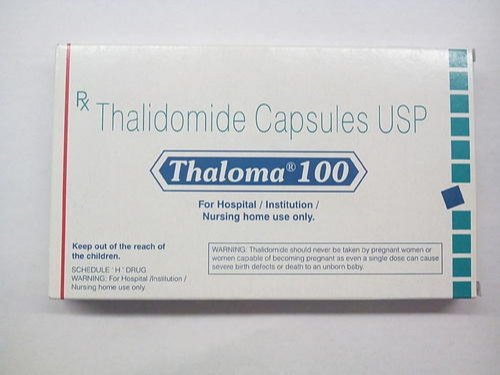 Rx Thalidomide Capsules USP
Thaloma® 100
For Hospital / Institution /
Nursing home use only.
Keep out of the reach of
the children.
SCHEDULE 'H' DRUG
WARNING: For Hospital /Institution /
Nursing home use only
WARNING: Thalidomide should never be taken by pregnant women or
women capable of becoming pregnant as even a single dose can cause
severe birth defects or death to an unborn baby.